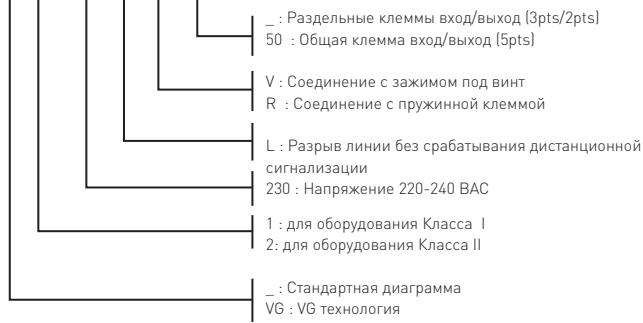 _ : Раздельные клеммы вход/выход (3pts/2pts)
50 : Общая клемма вход/выход (5pts)
V : Соединение с зажимом под винт
R : Соединение с пружинной клеммой
L : Разрыв линии без срабатывания дистанционной
сигнализации
230 : Напряжение 220-240 ВАС
1 : для оборудования Класса I
2: для оборудования Класса II
_ : Стандартная диаграмма
VG : VG технология